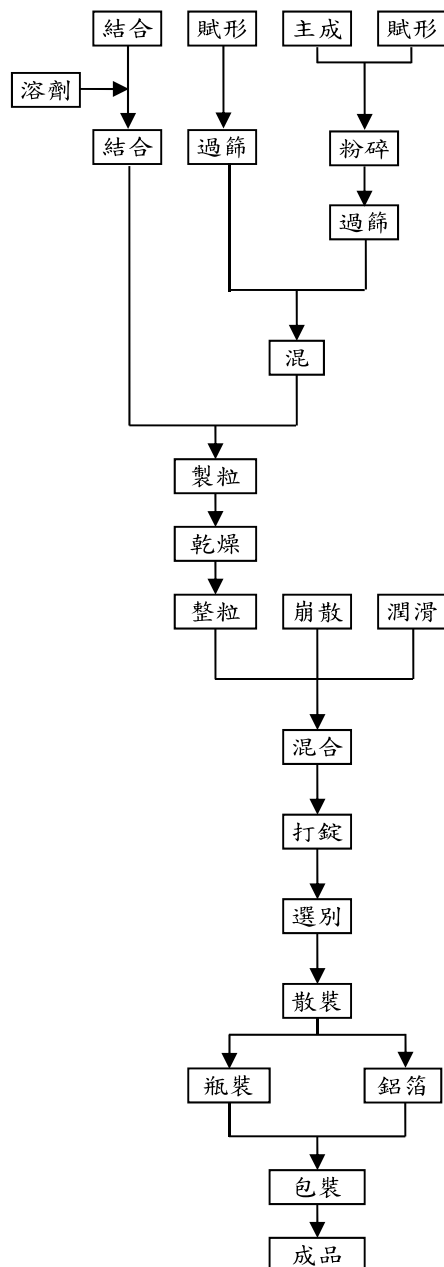 結合
賦形
主成
賦形
溶劑
結合
過篩
粉碎
過篩
混
製粒
乾燥
整粒
崩散
潤滑
混合
打錠
選別
散裝
瓶裝
鋁箔
包裝
成品